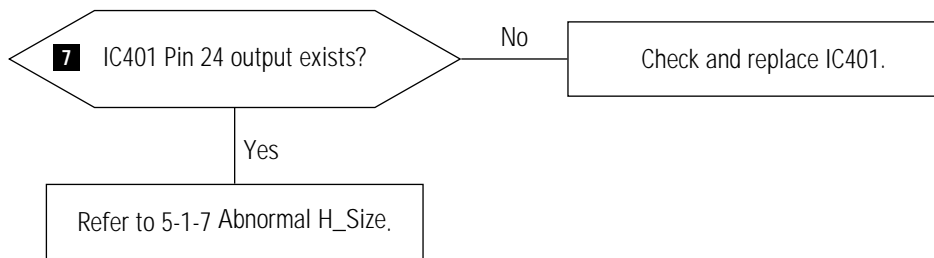 7 IC401 Pin 24 output exists?
No
Check and replace IC401.
Yes
Refer to 5-1-7 Abnormal H_Size.